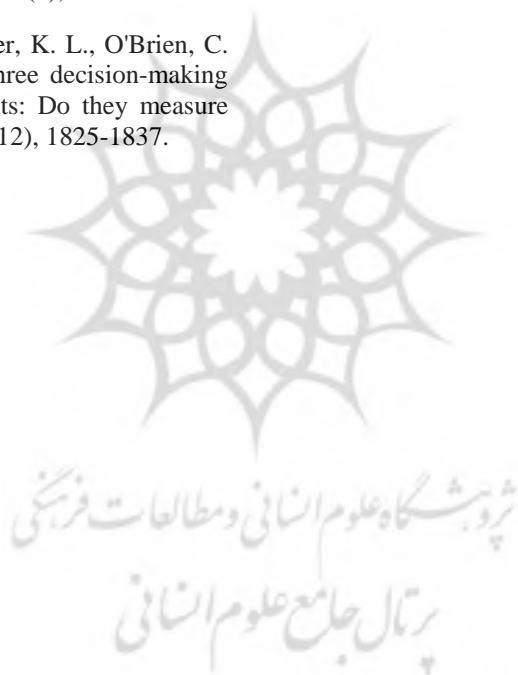 er, K. L., O'Brien, C.
hree decision-making
ts: Do they measure
12), 1825-1837.
پژوهشگاه علوم انسانی و مطالعات فرهنگی
پرتال جامع علوم انسانی